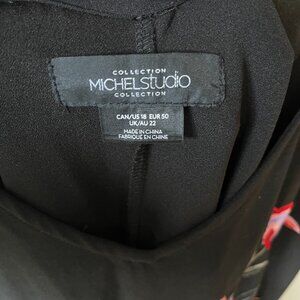 COLLECTION
MICHELSTUDIO
COLLECTION
CAN/US 18 EUR 50
UK/AU 22
MADE IN CHINA
FABRIQUÉ EN CHINE